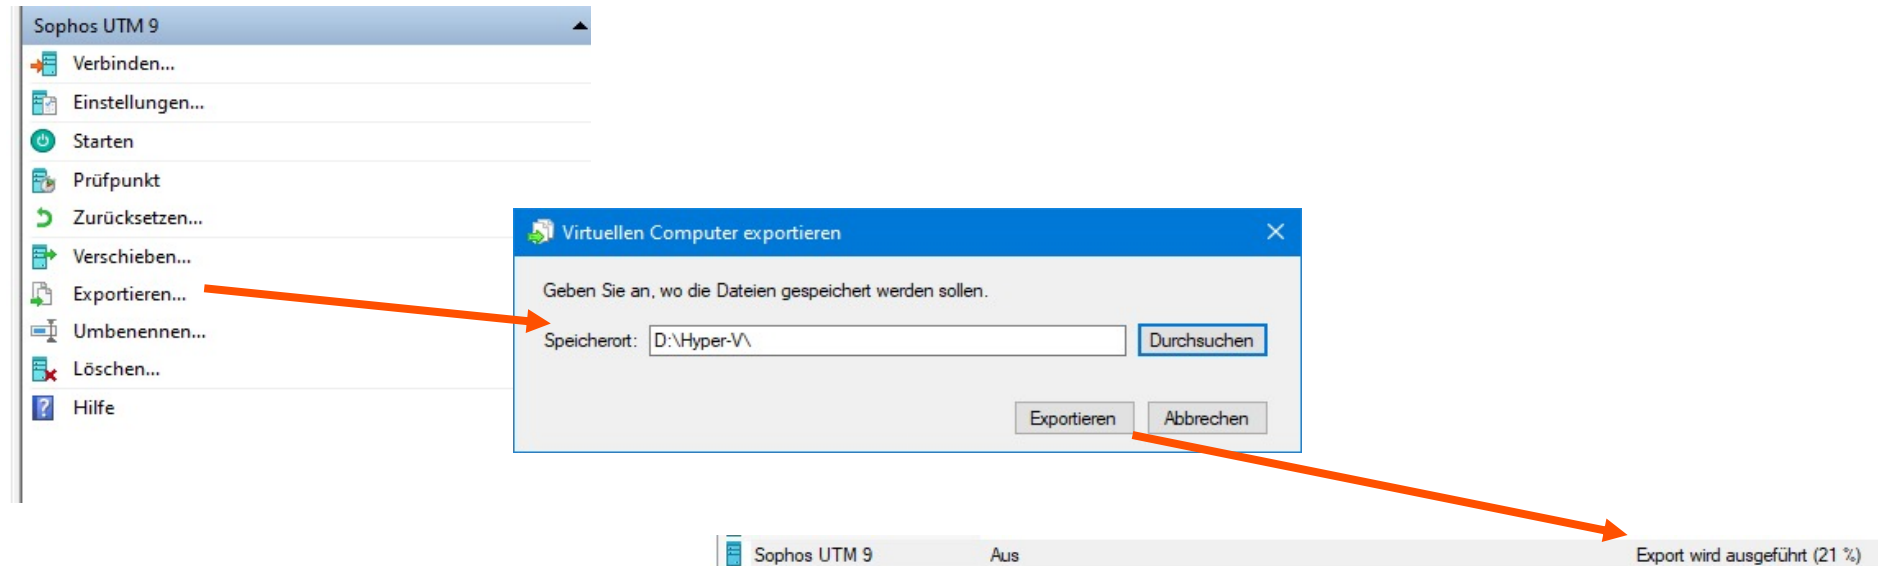 Sophos UTM 9
Verbinden...
Einstellungen...
Starten
Prüfpunkt
Zurücksetzen...
Verschieben...
Exportieren...
Umbenennen...
Löschen...
Hilfe
Virtuellen Computer exportieren
Geben Sie an, wo die Dateien gespeichert werden sollen.
Speicherort: D:\Hyper-V\ Durchsuchen
Exportieren Abbrechen
Sophos UTM 9 Aus Export wird ausgeführt (21 %)